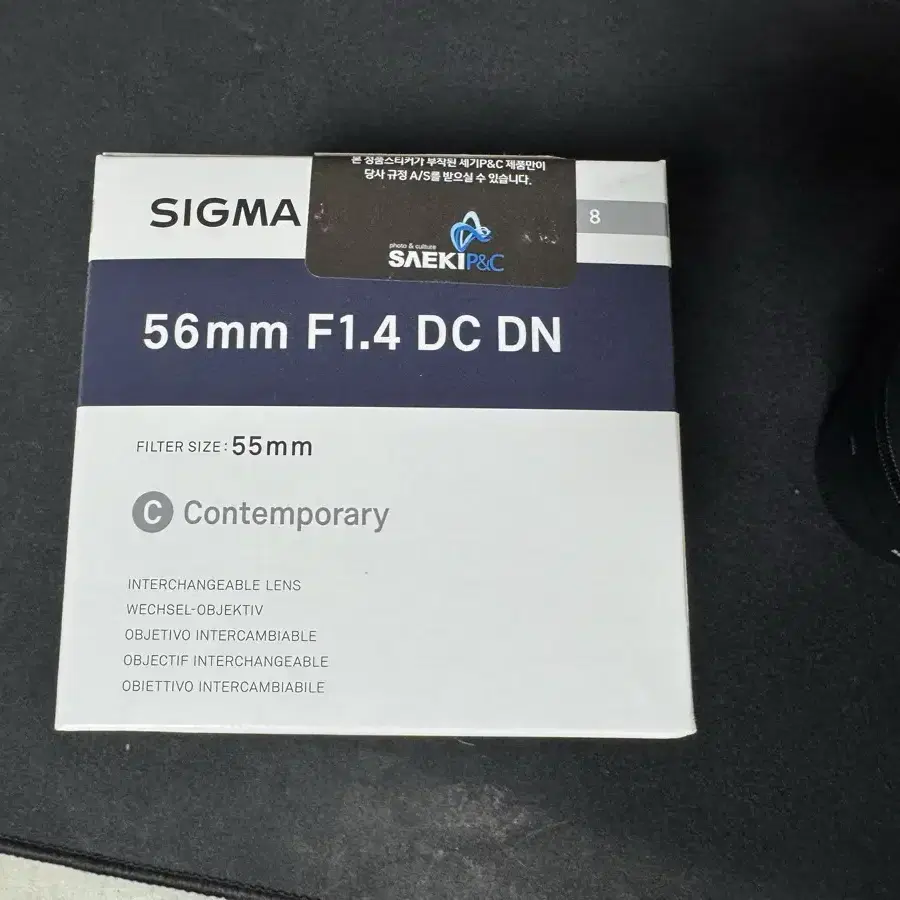 본 정품스티커가 부착된 세기P&C 제품만이
당사 규정 A/S를 받으실 수 있습니다.
SIGMA
8
photo & culture
SAEKIP&C
56mm F1.4 DC DN
FILTER SIZE: 55mm
C Contemporary
INTERCHANGEABLE LENS
WECHSEL-OBJEKTIV
OBJETIVO INTERCAMBIABLE
OBJECTIF INTERCHANGEABLE
OBIETTIVO INTERCAMBIABILE